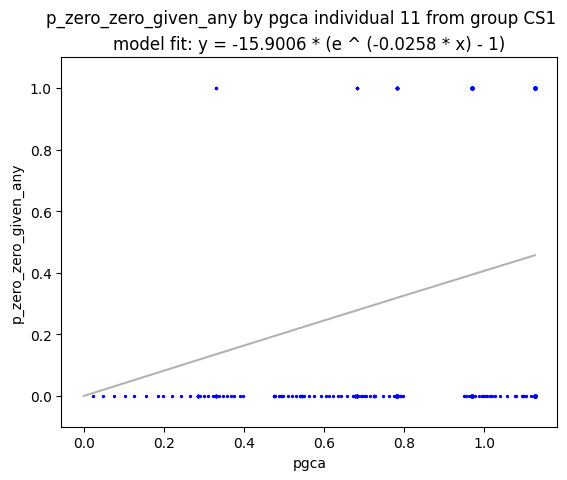 p_zero_zero_given_any by pgca individual 11 from group CS1
model fit: y = -15.9006 * (e ^ (-0.0258 * x) - 1)
p_zero_zero_given_any
1.0
0.8
0.6
0.4
0.2
0.0
0.0 0.2 0.4 0.6 0.8 1.0
pgca